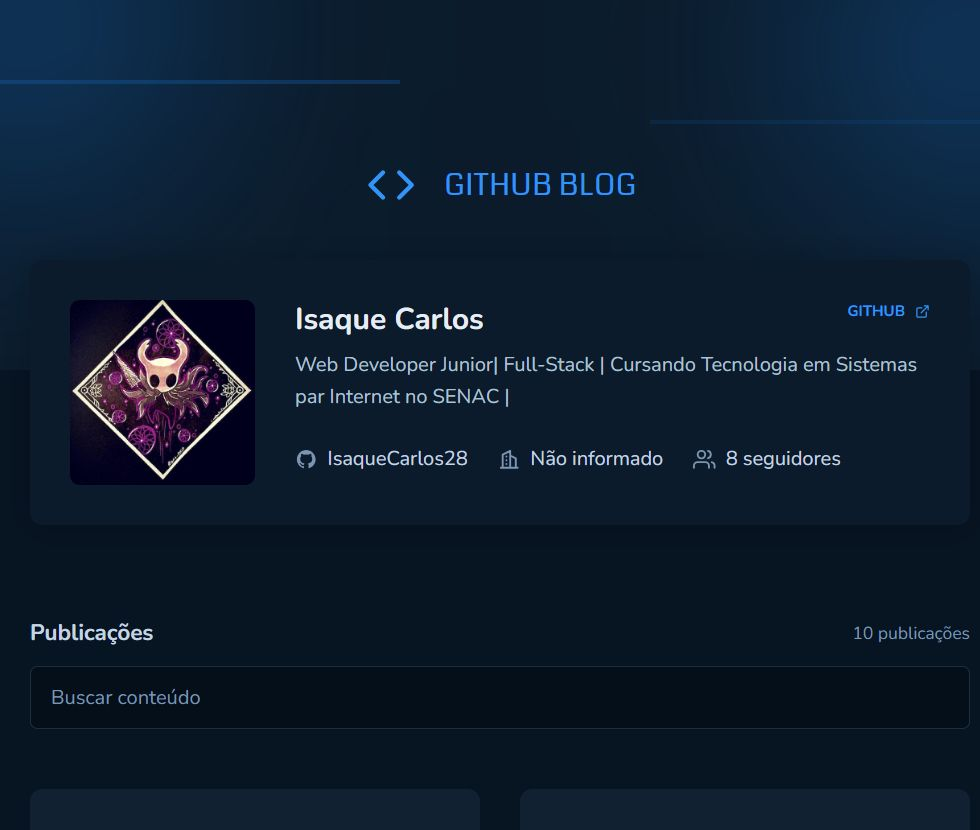 GITHUB BLOG
Isaque Carlos
GITHUB
Web Developer Junior| Full-Stack | Cursando Tecnologia em Sistemas
par Internet no SENAC |
IsaqueCarlos28
Não informado
8 seguidores
Publicações
10 publicações
Buscar conteúdo